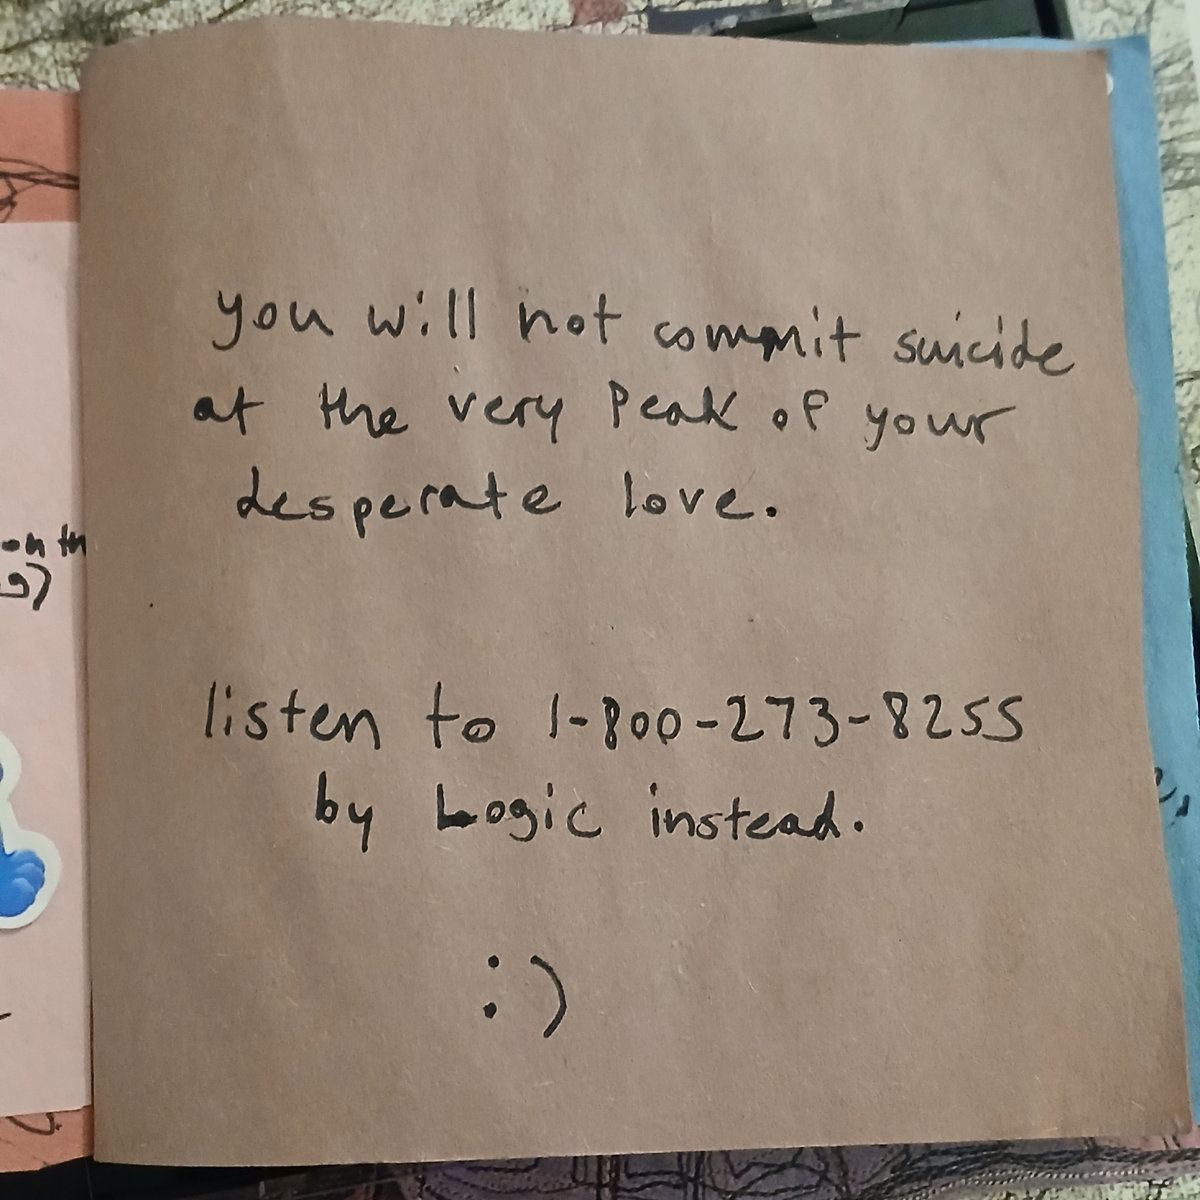 you will not commit suicide
at the very Peak of your
desperate love.
listen to 1-800-273-8255
by Logic instead.
:)